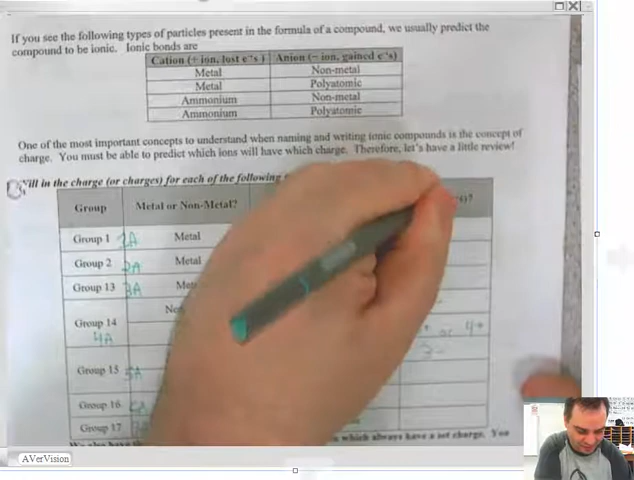 If you see the following types of particles present in the formula of a compound, we usually predict the
compound to be ionic. Ionic bonds are
Cation (+ ion, lost e⁻'s ) Anion (− ion, gained e⁻'s)
Metal Non-metal
Metal Polyatomic
Ammonium Non-metal
Ammonium Polyatomic
One of the most important concepts to understand when naming and writing ionic compounds is the concept of
charge. You must be able to predict which ions will have which charge. Therefore, let's have a little review!
Fill in the charge (or charges) for each of the following
Group Metal or Non-Metal?
Group 1 Metal
Group 2 Metal
Group 13 3A
Group 14
4A
or 4+
3-
Group 15 5A
Group 16
Group 17
which always have a set charge. You
AVerVision